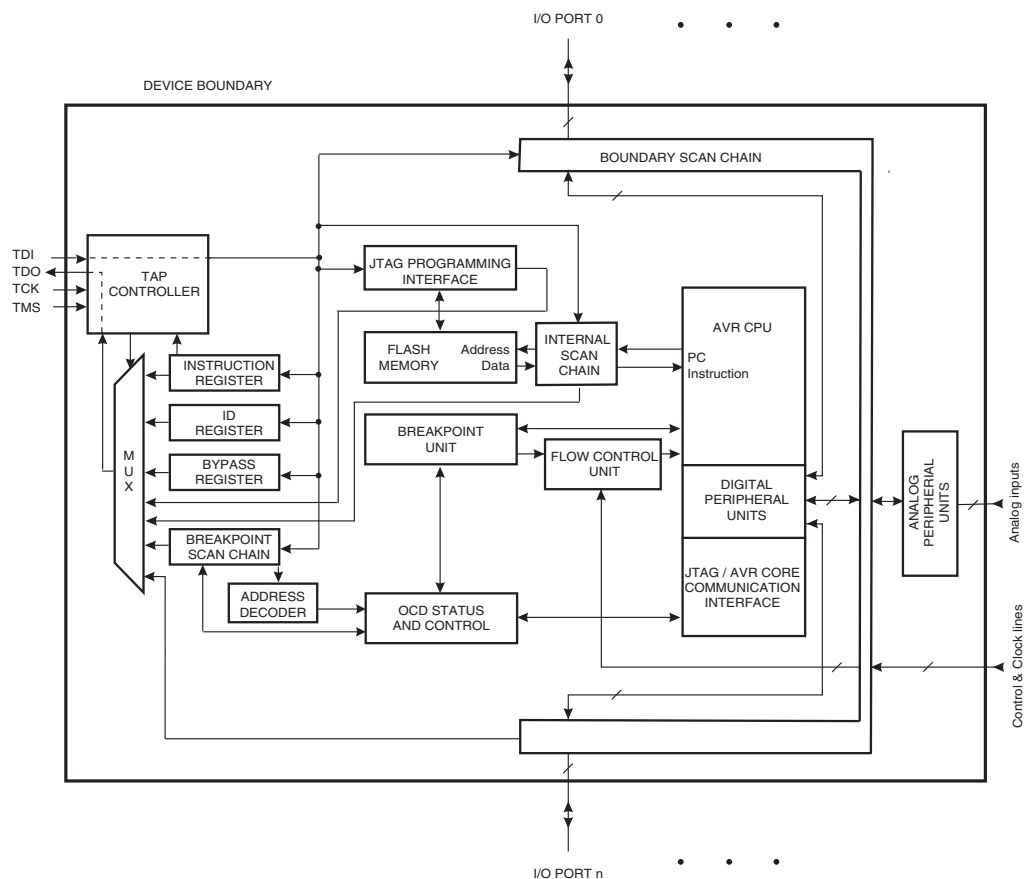 I/O PORT 0
DEVICE BOUNDARY
BOUNDARY SCAN CHAIN
TDI
TDO
TCK
TMS
TAP
CONTROLLER
JTAG PROGRAMMING
INTERFACE
AVR CPU
FLASH
MEMORY
Address
Data
INTERNAL
SCAN
CHAIN
PC
Instruction
INSTRUCTION
REGISTER
ID
REGISTER
M
U
X
BREAKPOINT
UNIT
FLOW CONTROL
UNIT
BYPASS
REGISTER
DIGITAL
PERIPHERAL
UNITS
ANALOG
PERIPHERIAL
UNITS
Analog inputs
BREAKPOINT
SCAN CHAIN
JTAG / AVR CORE
COMMUNICATION
INTERFACE
ADDRESS
DECODER
OCD STATUS
AND CONTROL
Control & Clock lines
I/O PORT n